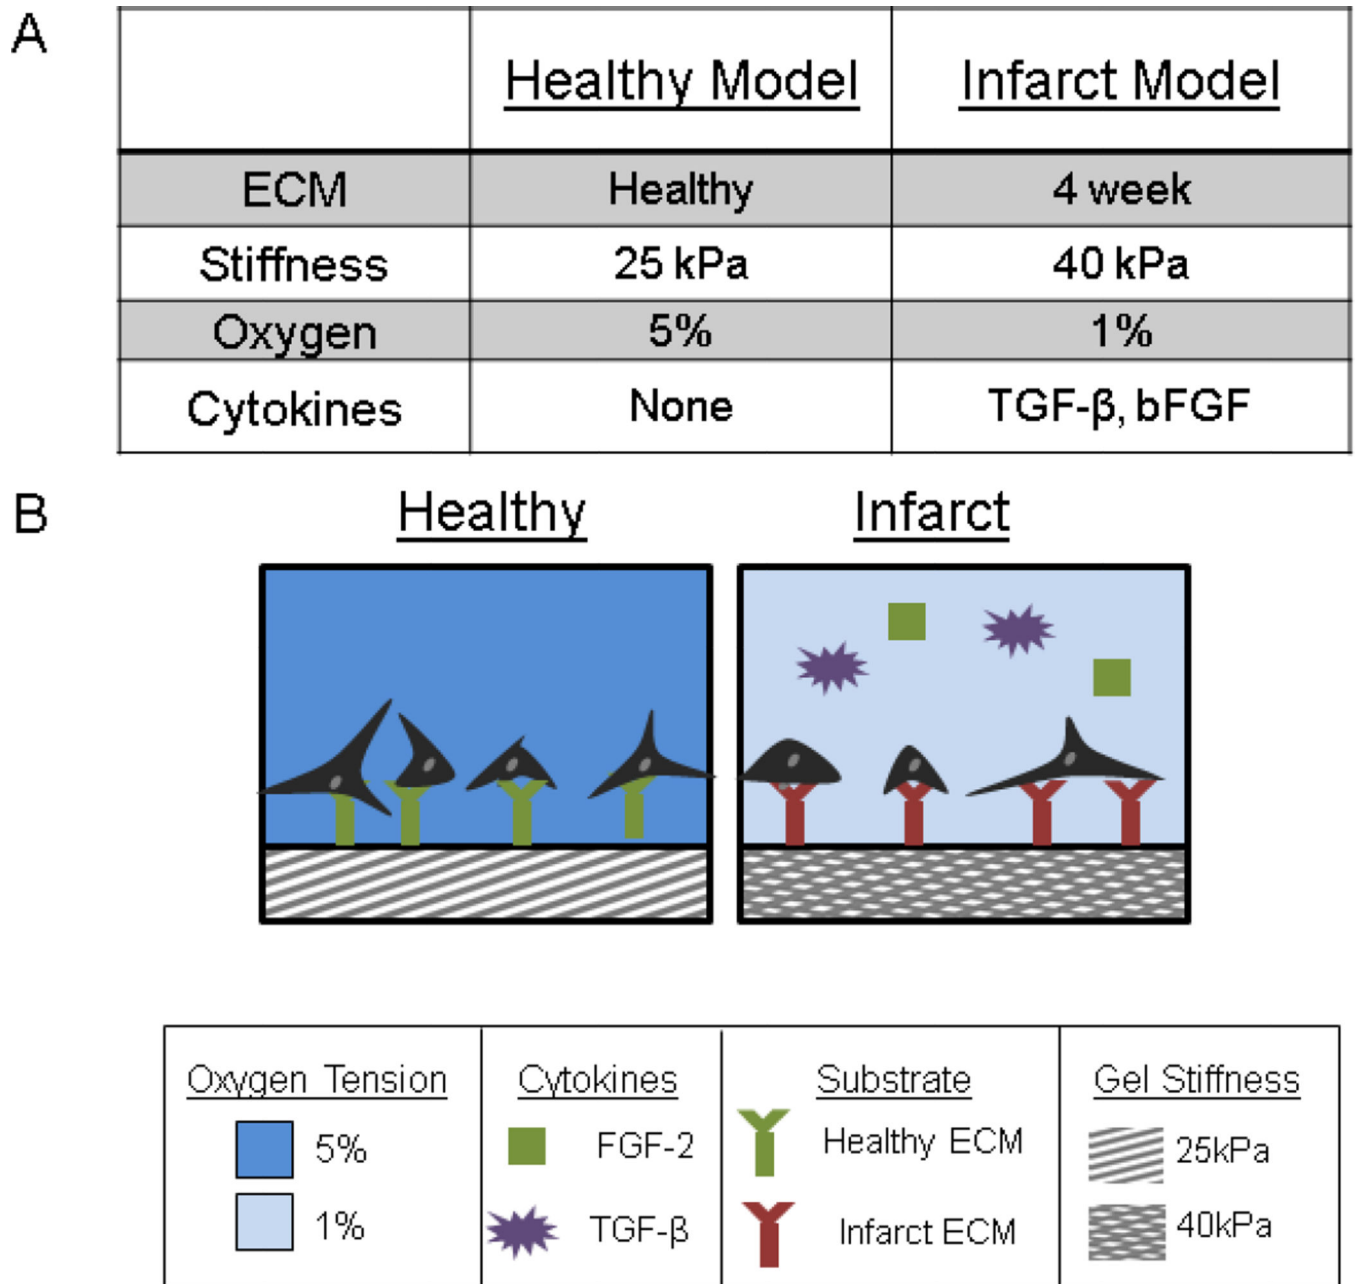 A
Healthy Model Infarct Model
ECM Healthy 4 week
Stiffness 25 kPa 40 kPa
Oxygen 5% 1%
Cytokines None TGF-β, bFGF
B
Healthy Infarct
Oxygen Tension Cytokines Substrate Gel Stiffness
5% FGF-2 Healthy ECM 25kPa
1% TGF-β Infarct ECM 40kPa